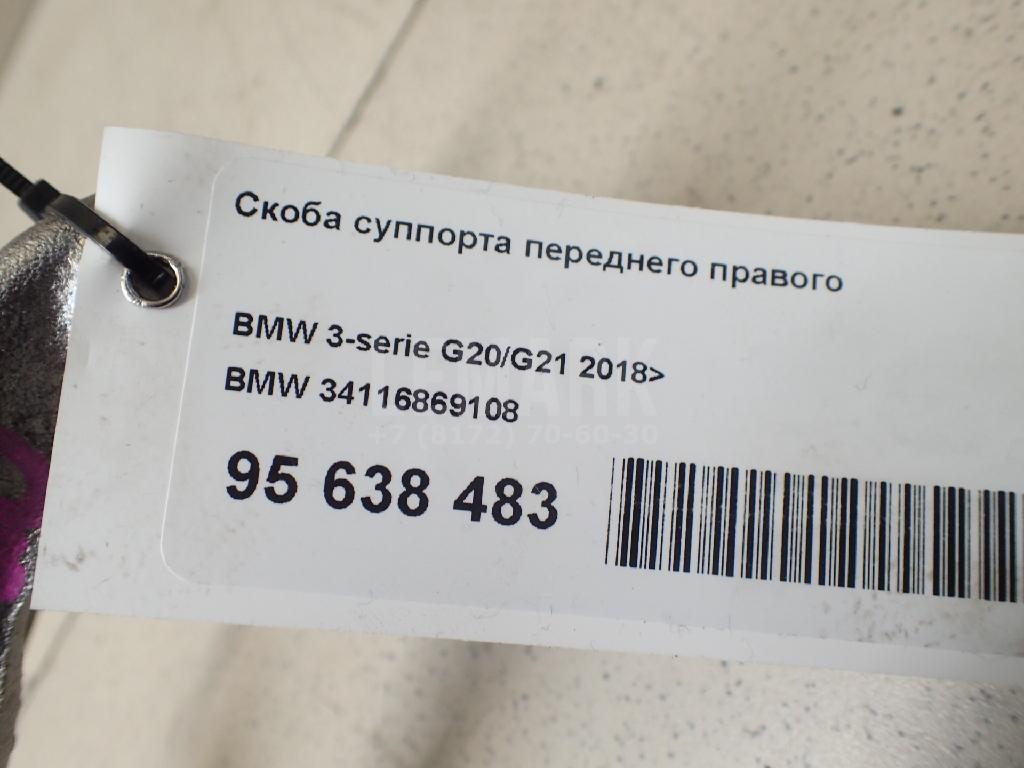 Скоба суппорта переднего правого
BMW 3-serie G20/G21 2018>
BMW 34116869108
LEMARK
+7 (8172) 70-60-30
95 638 483